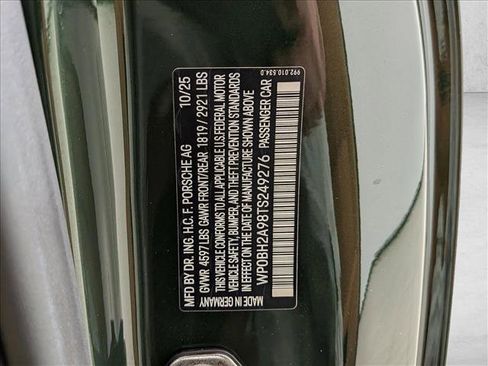 MFD BY DR. ING. H.C. F. PORSCHE AG 10/25
GVWR 4597 LBS GAWR FRONT/REAR 1819 / 2921 LBS
THIS VEHICLE CONFORMS TO ALL APPLICABLE U.S. FEDERAL MOTOR
VEHICLE SAFETY, BUMPER, AND THEFT PREVENTION STANDARDS
IN EFFECT ON THE DATE OF MANUFACTURE SHOWN ABOVE
WP0BH2A98TS249276 PASSENGER CAR
MADE IN GERMANY
992.010.534.0